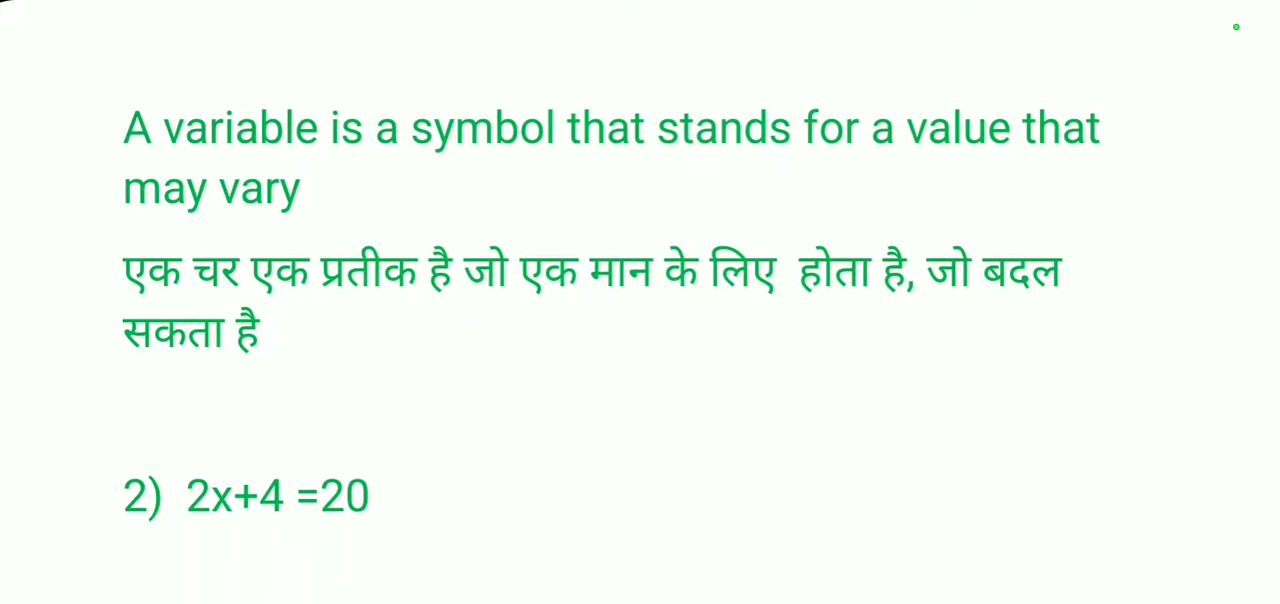 A variable is a symbol that stands for a value that
may vary
एक चर एक प्रतीक है जो एक मान के लिए होता है, जो बदल
सकता है
2) 2x+4 =20